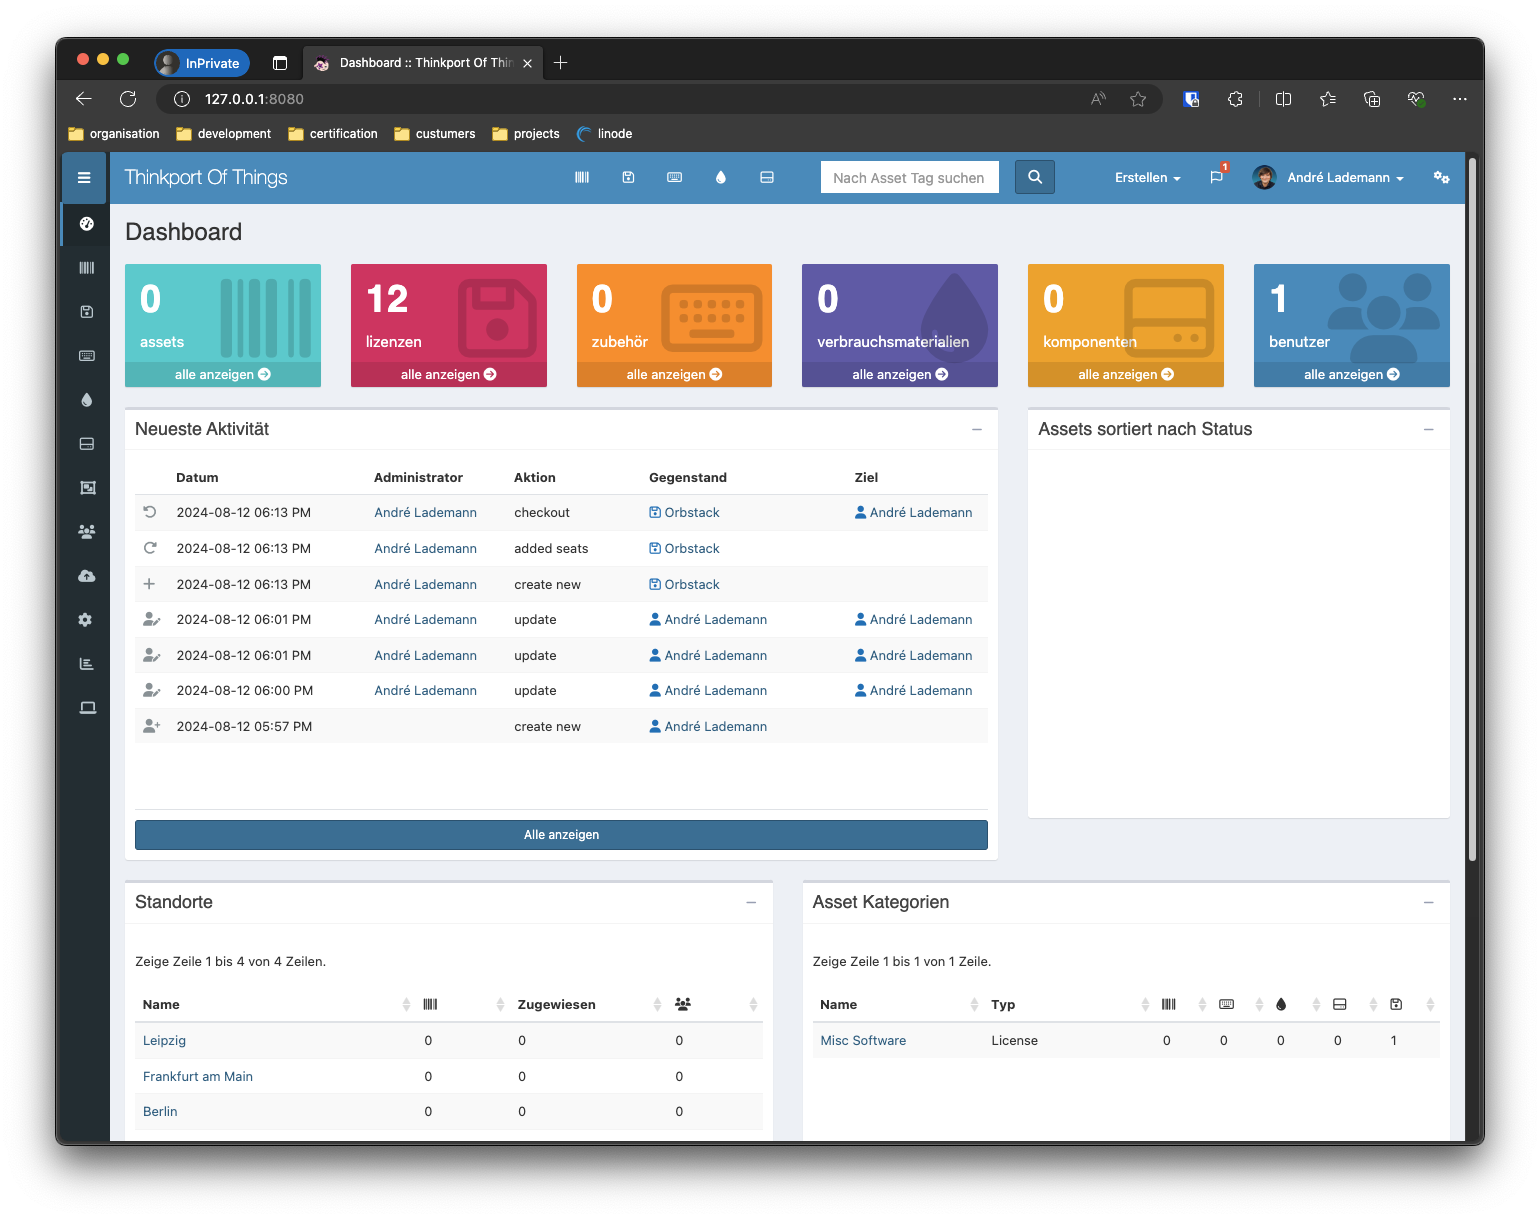 InPrivate
Dashboard :: Thinkport Of Thin
127.0.0.1:8080
organisation development certification custumers projects linode
Thinkport Of Things
Nach Asset Tag suchen
Erstellen
1
André Lademann
Dashboard
0
assets
alle anzeigen
12
lizenzen
alle anzeigen
0
zubehör
alle anzeigen
0
verbrauchsmaterialien
alle anzeigen
0
komponenten
alle anzeigen
1
benutzer
alle anzeigen
Neueste Aktivität
Datum Administrator Aktion Gegenstand Ziel
2024-08-12 06:13 PM André Lademann checkout Orbstack André Lademann
2024-08-12 06:13 PM André Lademann added seats Orbstack
2024-08-12 06:13 PM André Lademann create new Orbstack
2024-08-12 06:01 PM André Lademann update André Lademann André Lademann
2024-08-12 06:01 PM André Lademann update André Lademann André Lademann
2024-08-12 06:00 PM André Lademann update André Lademann André Lademann
2024-08-12 05:57 PM create new André Lademann
Alle anzeigen
Assets sortiert nach Status
Standorte
Zeige Zeile 1 bis 4 von 4 Zeilen.
Name Zugewiesen
Leipzig 0 0 0
Frankfurt am Main 0 0 0
Berlin 0 0 0
Asset Kategorien
Zeige Zeile 1 bis 1 von 1 Zeile.
Name Typ
Misc Software License 0 0 0 0 1